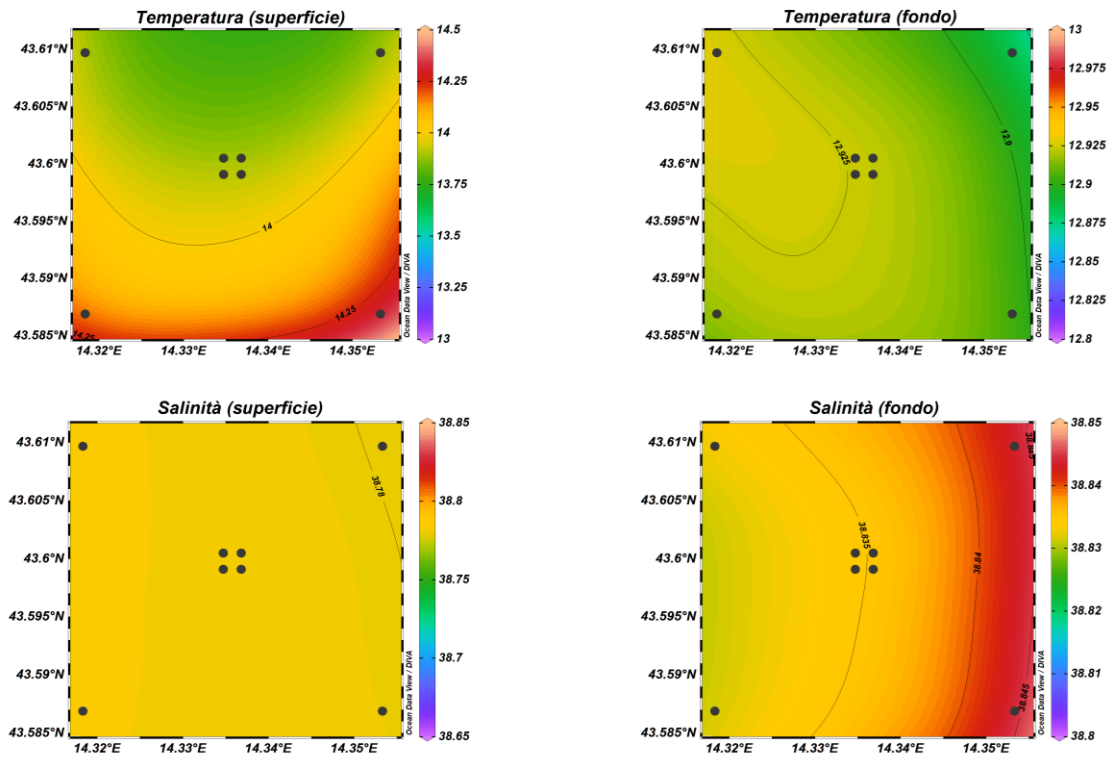 Temperatura (superficie)
43.61°N
43.605°N
43.6°N
43.595°N
43.59°N
43.585°N
14.32°E 14.33°E 14.34°E 14.35°E
14
14.25
14.25
Ocean Data View / DIVA
14.5
14.25
14
13.75
13.5
13.25
13
Temperatura (fondo)
43.61°N
43.605°N
43.6°N
43.595°N
43.59°N
43.585°N
14.32°E 14.33°E 14.34°E 14.35°E
12.925
12.9
Ocean Data View / DIVA
13
12.975
12.95
12.925
12.9
12.875
12.85
12.825
12.8
Salinità (superficie)
43.61°N
43.605°N
43.6°N
43.595°N
43.59°N
43.585°N
14.32°E 14.33°E 14.34°E 14.35°E
38.78
Ocean Data View / DIVA
38.85
38.8
38.75
38.7
38.65
Salinità (fondo)
43.61°N
43.605°N
43.6°N
43.595°N
43.59°N
43.585°N
14.32°E 14.33°E 14.34°E 14.35°E
38.835
38.84
38.845
38.845
Ocean Data View / DIVA
38.85
38.84
38.83
38.82
38.81
38.8